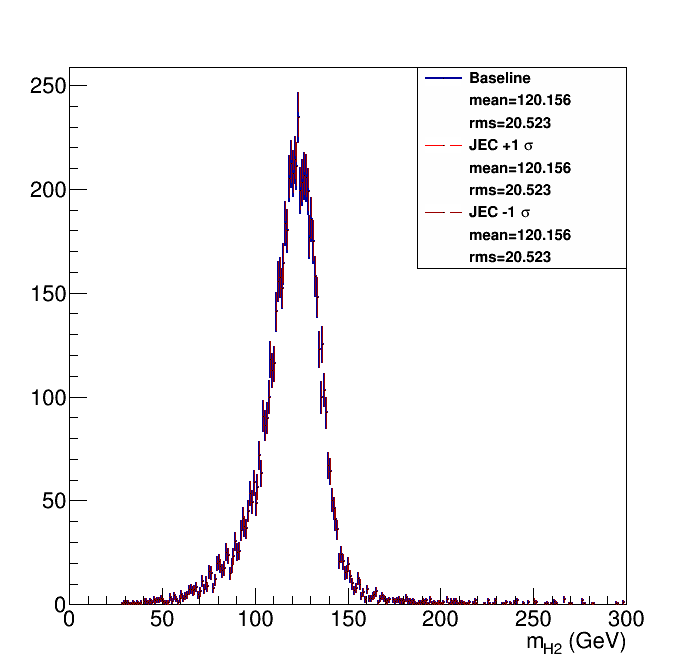 Baseline
mean=120.156
rms=20.523
JEC +1 σ
mean=120.156
rms=20.523
JEC -1 σ
mean=120.156
rms=20.523
250
200
150
100
50
0
0 50 100 150 200 250 300
m_H2 (GeV)